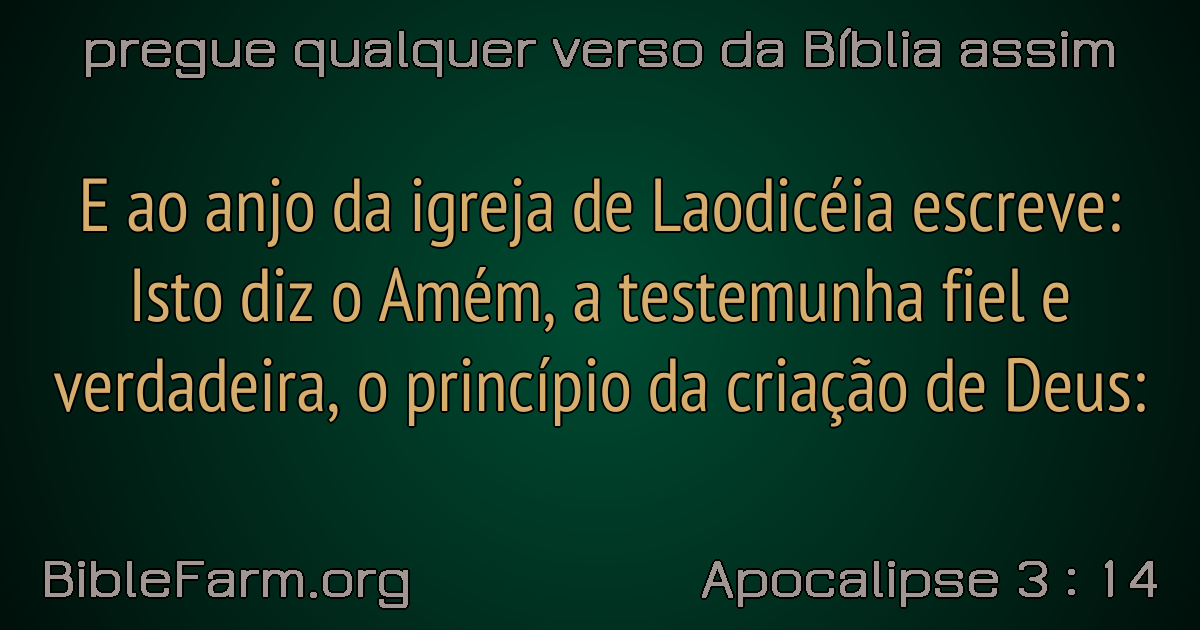 pregue qualquer verso da Bíblia assim
E ao anjo da igreja de Laodicéia escreve:
Isto diz o Amém, a testemunha fiel e
verdadeira, o princípio da criação de Deus:
BibleFarm.org
Apocalipse 3 : 14